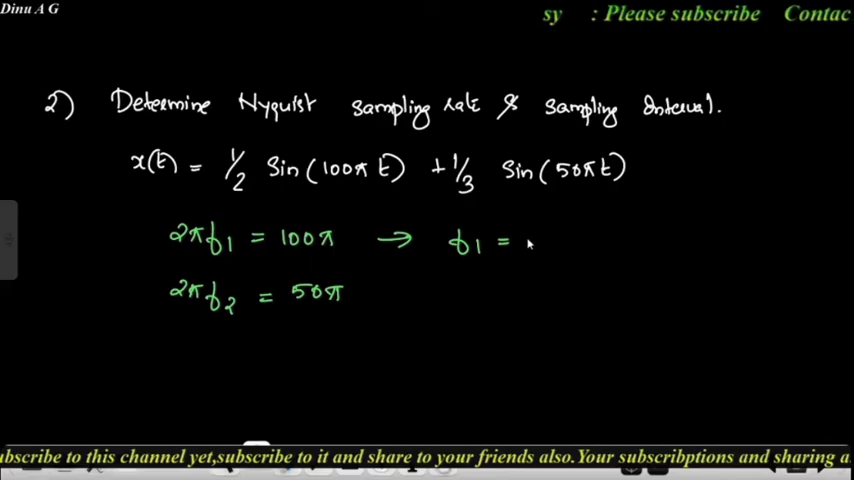 Dinu A G
sy : Please subscribe Contac
2) Determine Nyquist sampling rate & sampling Interval.
x(t) = 1/2 Sin(100π t) + 1/3 Sin(50π t)
2πf1 = 100π → f1 =
2πf2 = 50π
ubscribe to this channel yet,subscribe to it and share to your friends also.Your subscribptions and sharing a